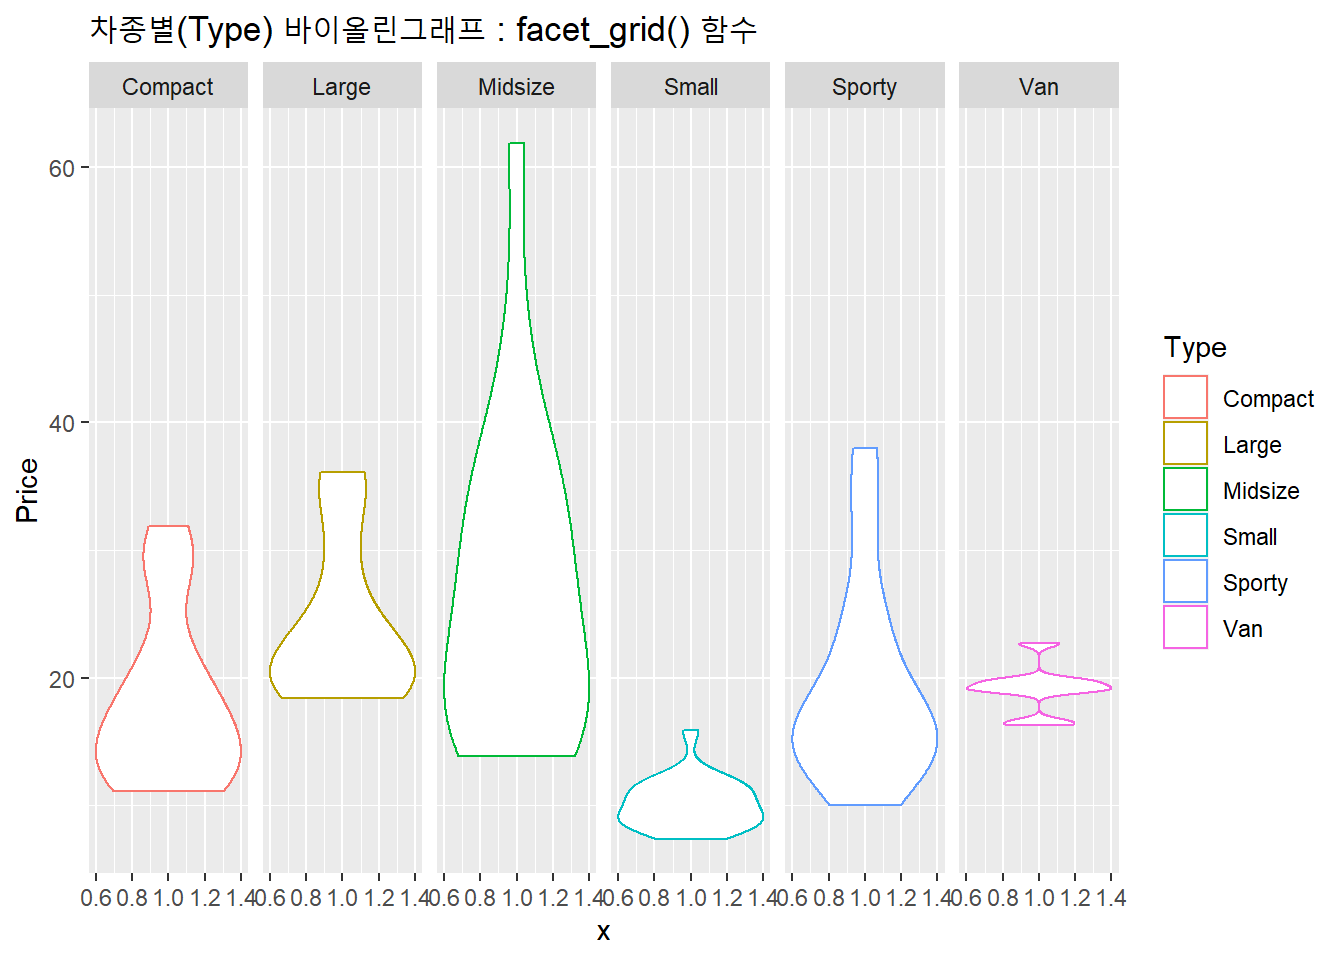 차종별(Type) 바이올린그래프 : facet_grid() 함수
Compact Large Midsize Small Sporty Van
60
40
20
Price
0.6 0.8 1.0 1.2 1.4 0.6 0.8 1.0 1.2 1.4 0.6 0.8 1.0 1.2 1.4 0.6 0.8 1.0 1.2 1.4 0.6 0.8 1.0 1.2 1.4 0.6 0.8 1.0 1.2 1.4
x
Type
Compact
Large
Midsize
Small
Sporty
Van